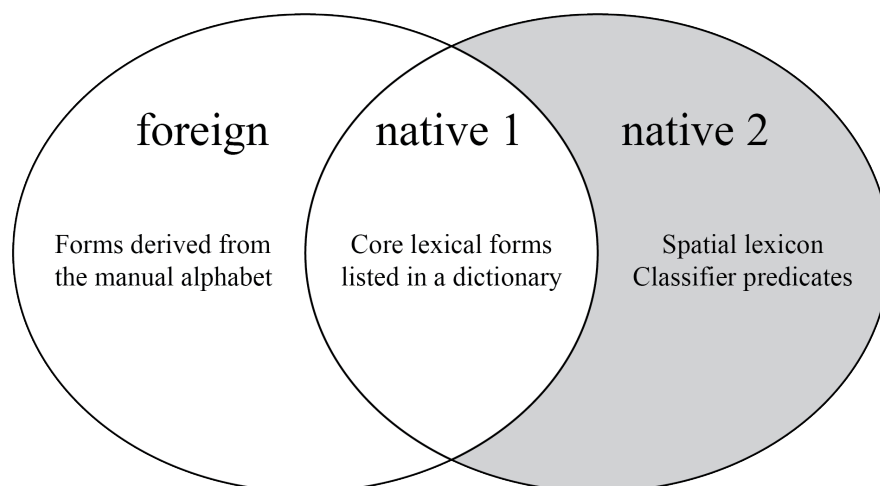 foreign
native 1
native 2
Forms derived from
the manual alphabet
Core lexical forms
listed in a dictionary
Spatial lexicon
Classifier predicates